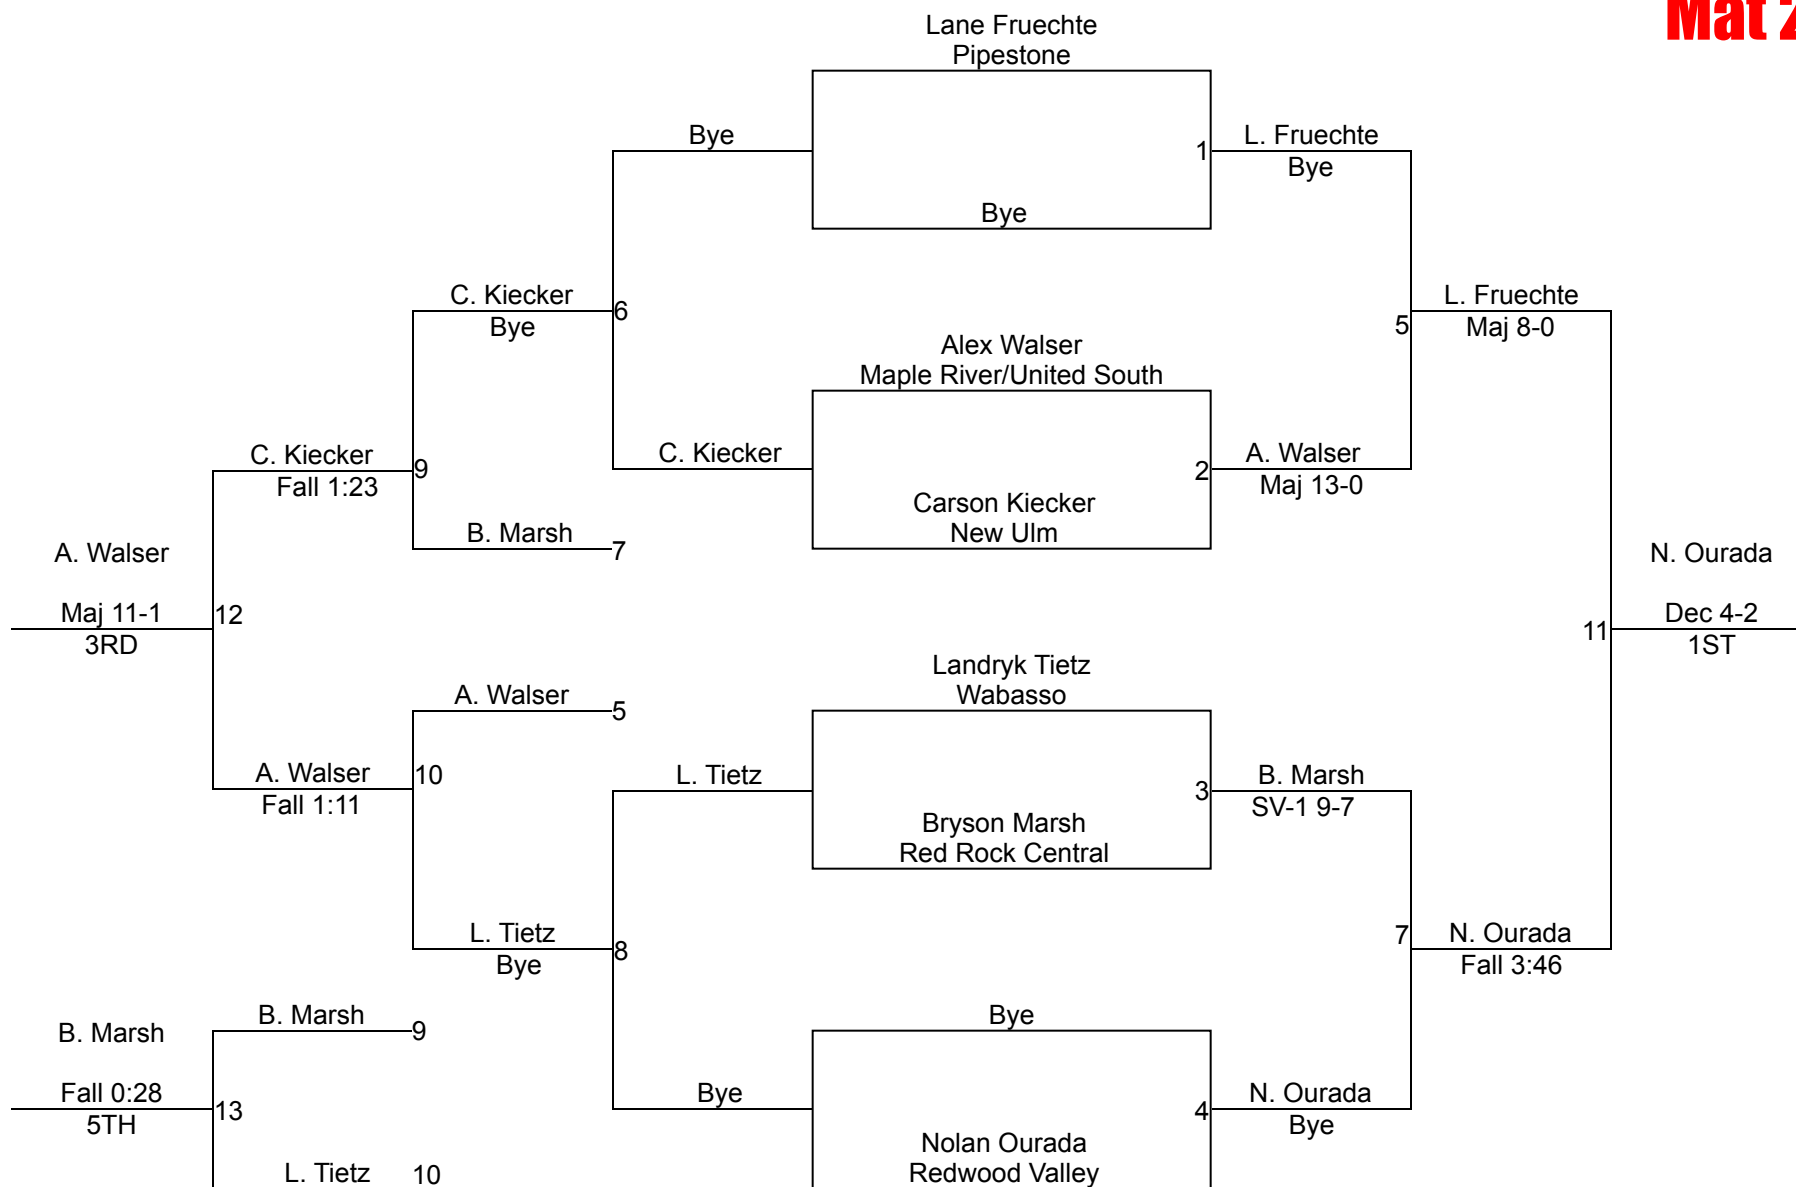 Mat 2
Lane Fruechte
Pipestone
Bye
1
L. Fruechte
Bye
Bye
C. Kiecker
Bye
6
L. Fruechte
Maj 8-0
5
Alex Walser
Maple River/United South
C. Kiecker
Fall 1:23
9
C. Kiecker
2
A. Walser
Maj 13-0
Carson Kiecker
New Ulm
B. Marsh
7
A. Walser
Maj 11-1
3RD
12
N. Ourada
Dec 4-2
1ST
11
Landryk Tietz
Wabasso
A. Walser
5
A. Walser
Fall 1:11
10
L. Tietz
3
B. Marsh
SV-1 9-7
Bryson Marsh
Red Rock Central
L. Tietz
Bye
8
7
N. Ourada
Fall 3:46
B. Marsh
9
Bye
B. Marsh
Fall 0:28
5TH
13
Bye
4
N. Ourada
Bye
Nolan Ourada
Redwood Valley
L. Tietz
10